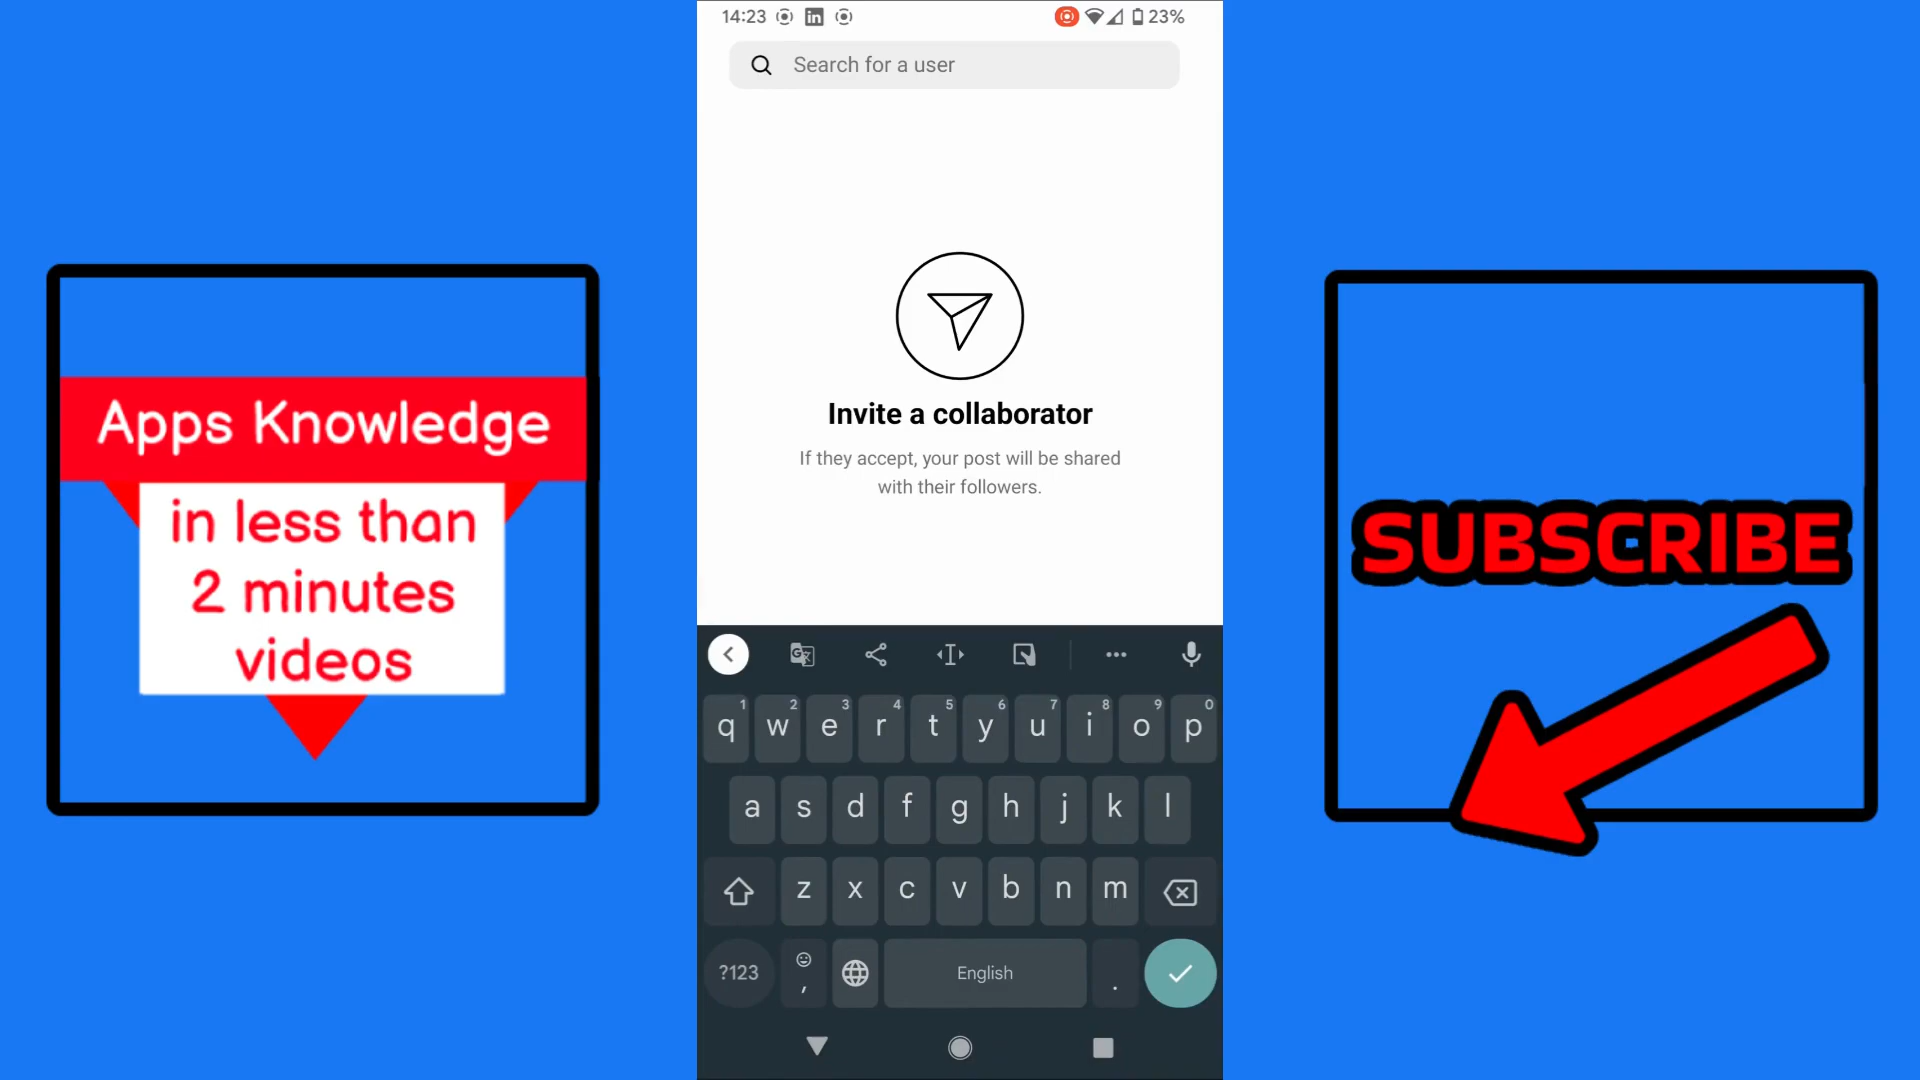 14:23
23%
Search for a user
Invite a collaborator
If they accept, your post will be shared
with their followers.
Apps Knowledge
in less than
2 minutes
videos
SUBSCRIBE
1 2 3 4 5 6 7 8 9 0
q w e r t y u i o p
a s d f g h j k l
z x c v b n m
?123 , English .